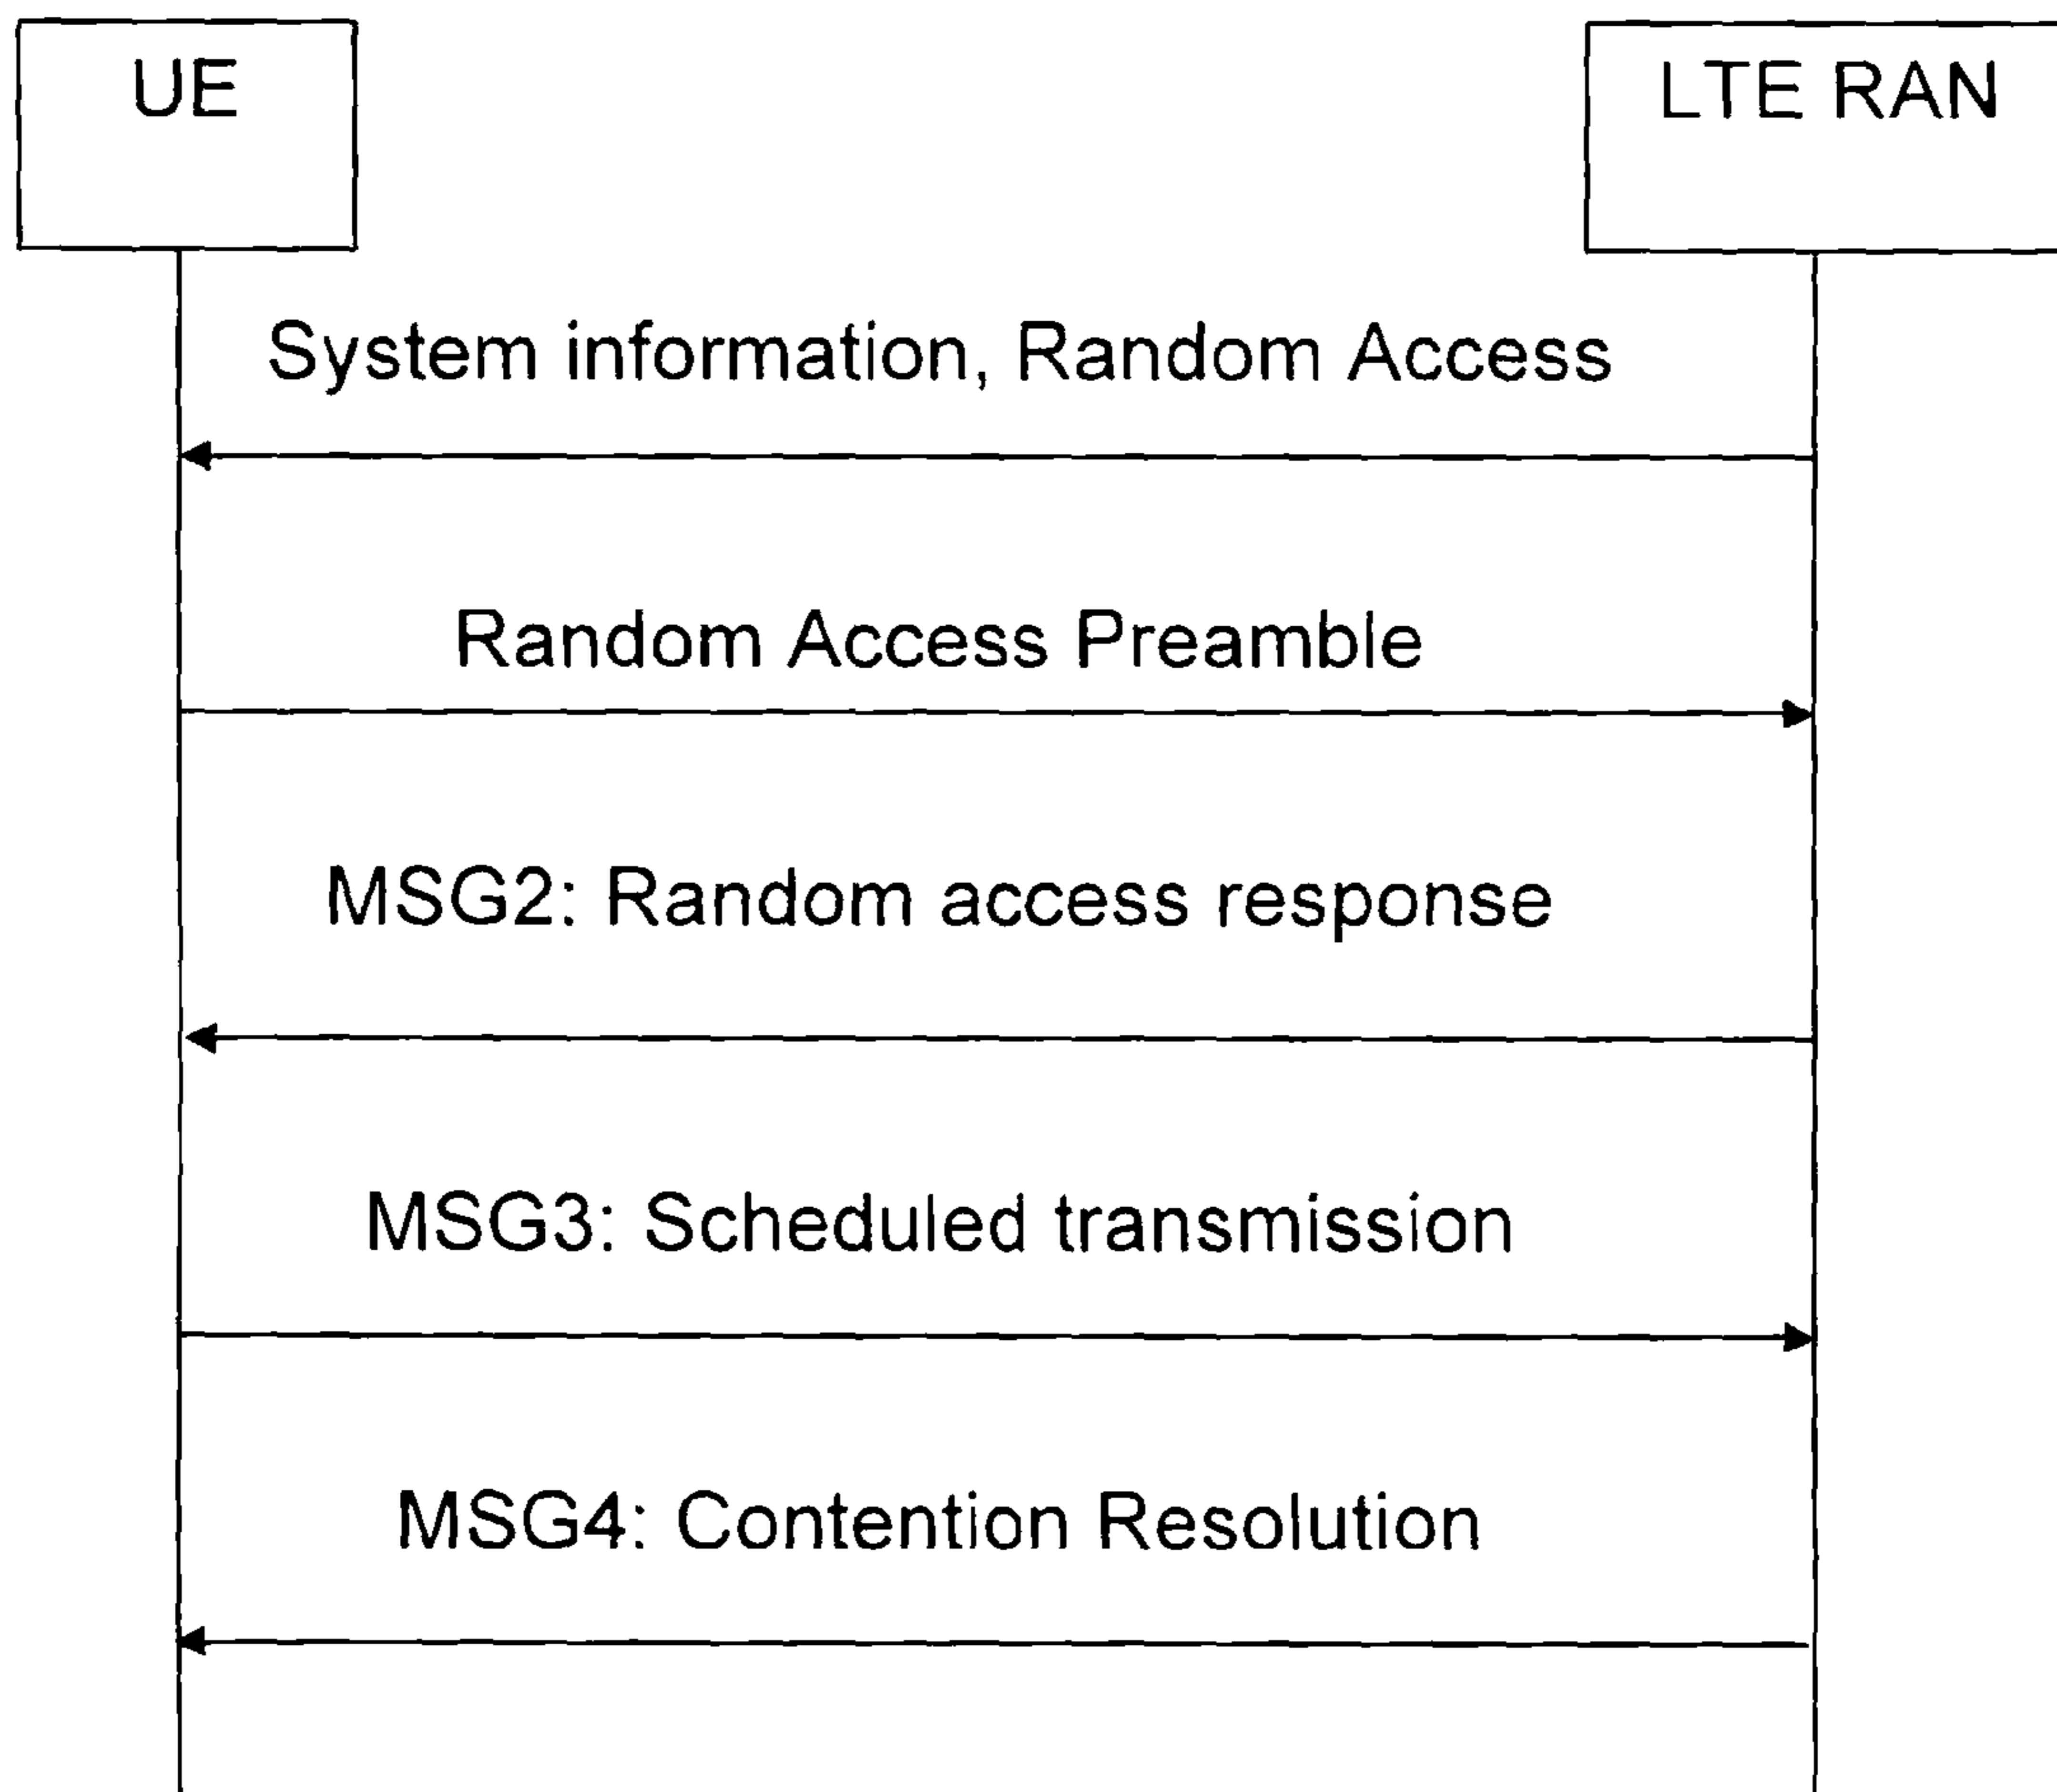 UE
LTE RAN
System information, Random Access
Random Access Preamble
MSG2: Random access response
MSG3: Scheduled transmission
MSG4: Contention Resolution